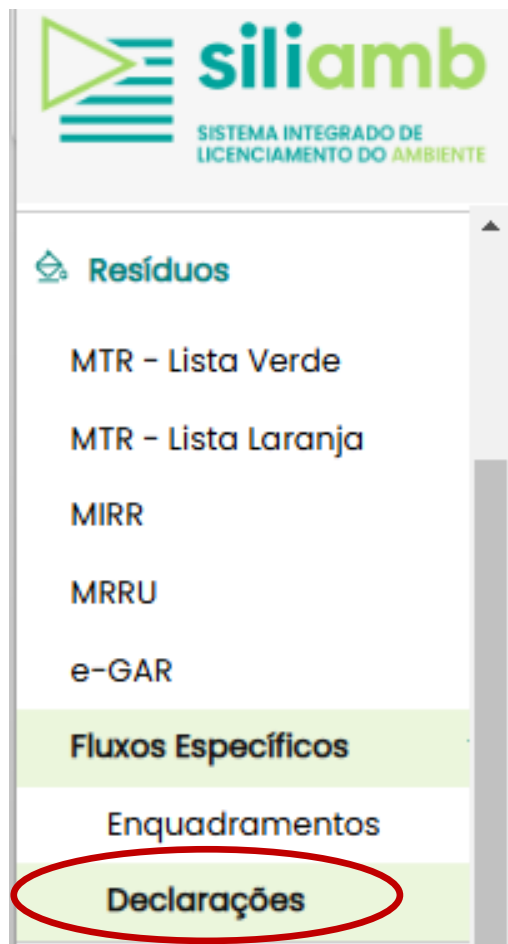 siliamb
SISTEMA INTEGRADO DE
LICENCIAMENTO DO AMBIENTE
Resíduos
MTR - Lista Verde
MTR - Lista Laranja
MIRR
MRRU
e-GAR
Fluxos Específicos
Enquadramentos
Declarações